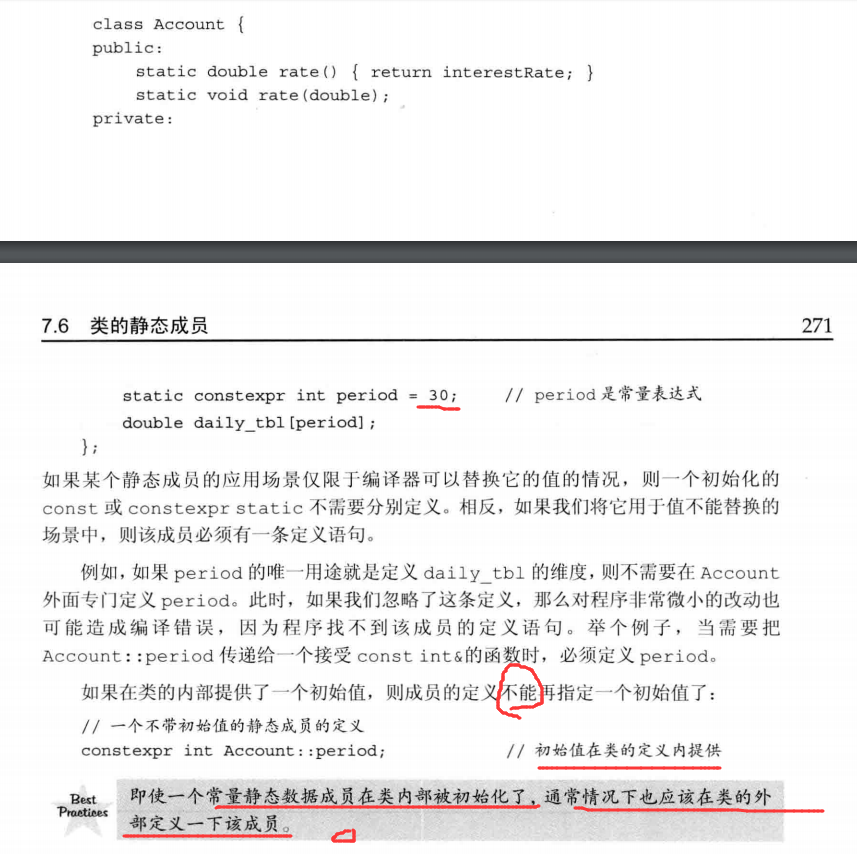 class Account {
public:
static double rate() { return interestRate; }
static void rate(double);
private:
7.6 类的静态成员 271
static constexpr int period = 30; // period是常量表达式
double daily_tbl[period];
};
如果某个静态成员的应用场景仅限于编译器可以替换它的值的情况，则一个初始化的
const 或 constexpr static 不需要分别定义。相反，如果我们将它用于值不能替换的
场景中，则该成员必须有一条定义语句。
例如，如果 period 的唯一用途就是定义 daily_tbl 的维度，则不需要在 Account
外面专门定义 period。此时，如果我们忽略了这条定义，那么对程序非常微小的改动也
可能造成编译错误，因为程序找不到该成员的定义语句。举个例子，当需要把
Account::period 传递给一个接受 const int&的函数时，必须定义 period。
如果在类的内部提供了一个初始值，则成员的定义不能再指定一个初始值了：
// 一个不带初始值的静态成员的定义
constexpr int Account::period; // 初始值在类的定义内提供
Best
Practices
即使一个常量静态数据成员在类内部被初始化了，通常情况下也应该在类的外
部定义一下该成员。